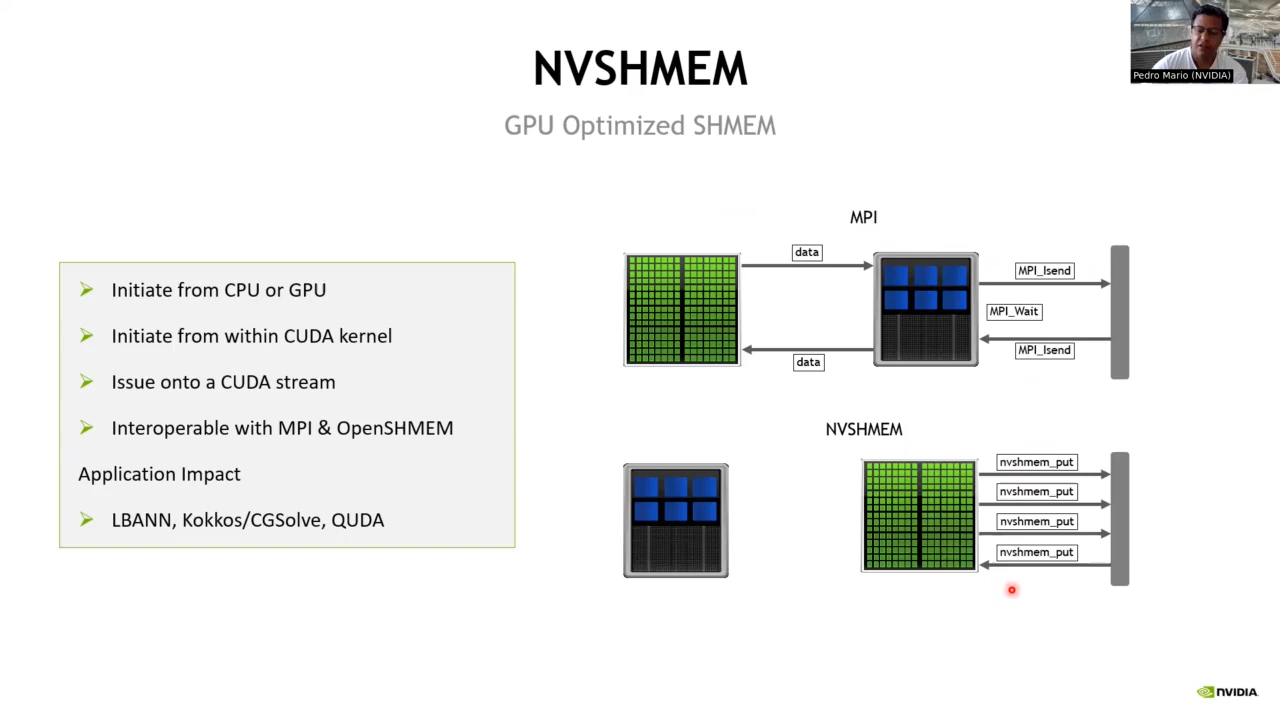 Pedro Mario (NVIDIA)
NVSHMEM
GPU Optimized SHMEM
Initiate from CPU or GPU
Initiate from within CUDA kernel
Issue onto a CUDA stream
Interoperable with MPI & OpenSHMEM
Application Impact
LBANN, Kokkos/CGSolve, QUDA
MPI
data
MPI_Isend
MPI_Wait
MPI_Isend
data
NVSHMEM
nvshmem_put
nvshmem_put
nvshmem_put
nvshmem_put
NVIDIA.